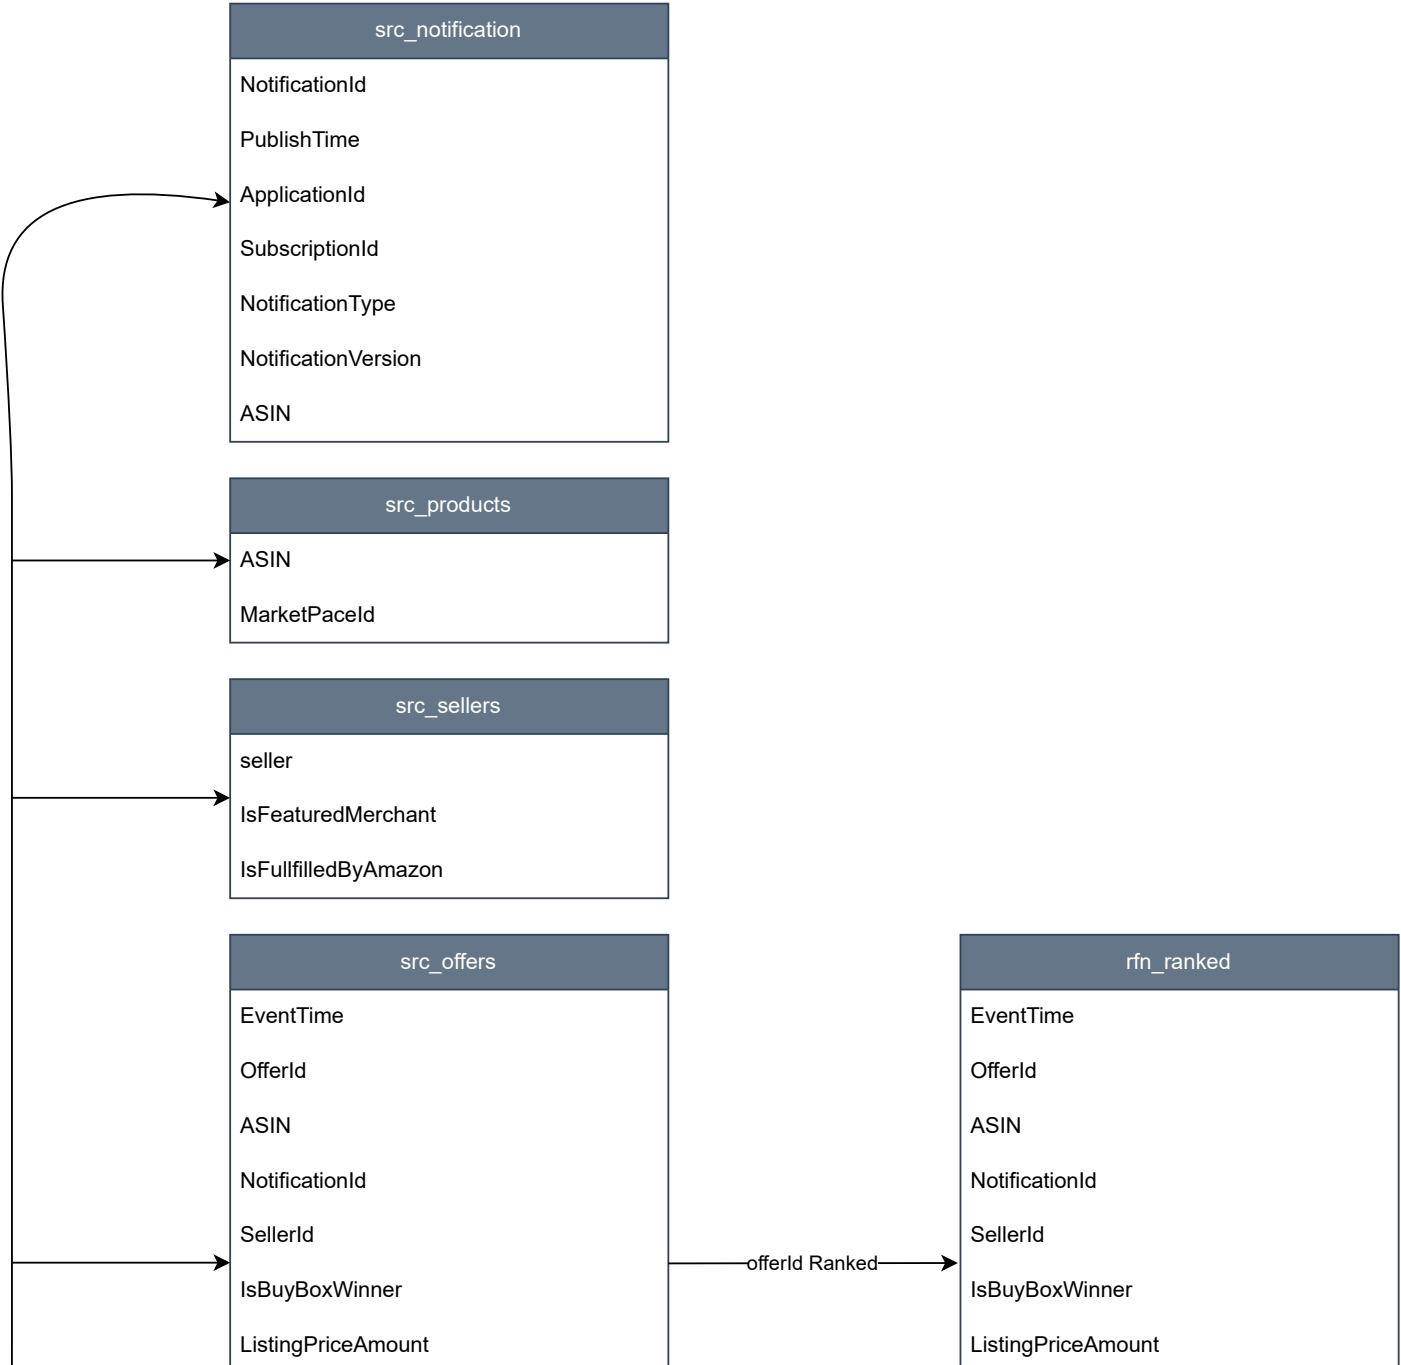 src_notification
NotificationId
PublishTime
ApplicationId
SubscriptionId
NotificationType
NotificationVersion
ASIN
src_products
ASIN
MarketPaceId
src_sellers
seller
IsFeaturedMerchant
IsFullfilledByAmazon
src_offers
EventTime
OfferId
ASIN
NotificationId
SellerId
IsBuyBoxWinner
ListingPriceAmount
offerId Ranked
rfn_ranked
EventTime
OfferId
ASIN
NotificationId
SellerId
IsBuyBoxWinner
ListingPriceAmount